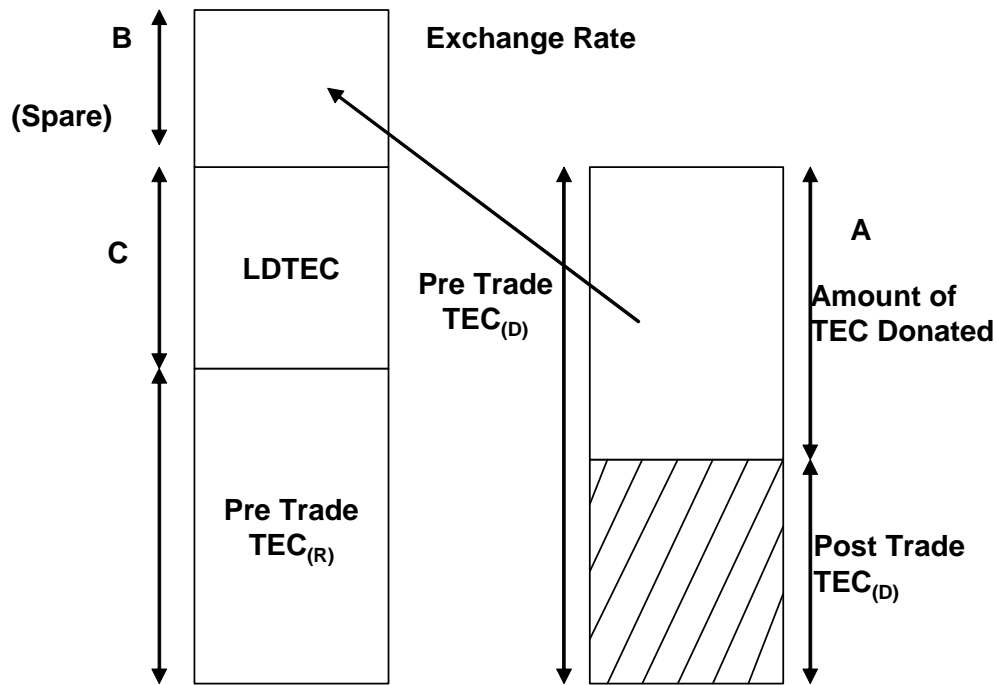 B
Exchange Rate
(Spare)
C
LDTEC
Pre Trade
TEC(D)
A
Amount of
TEC Donated
Pre Trade
TEC(R)
Post Trade
TEC(D)